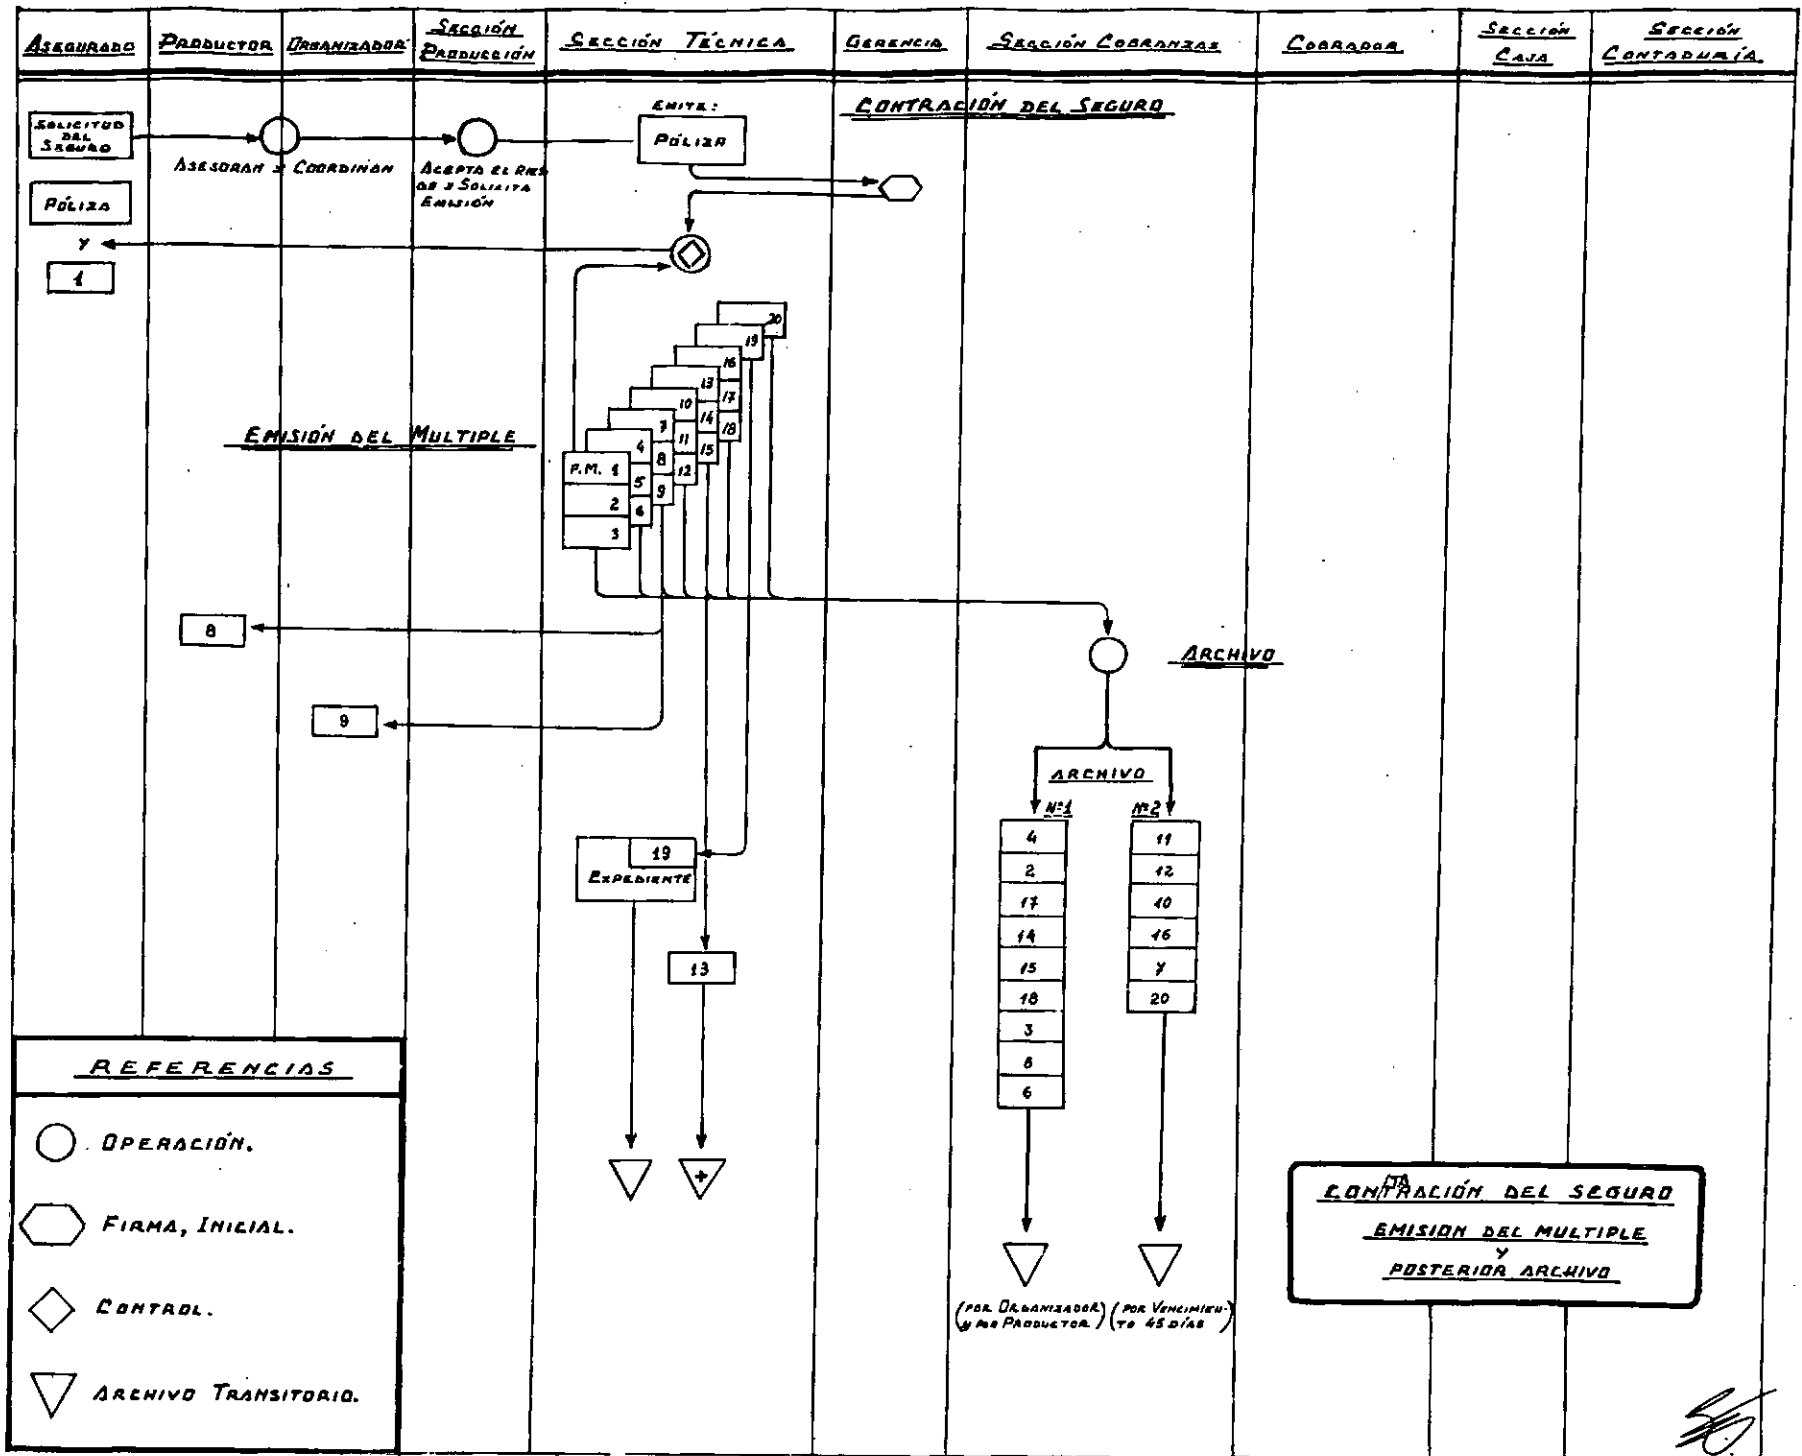 ASEGURADO
PRODUCTOR
ORGANIZADOR
SECCIÓN
PRODUCCIÓN
SECCIÓN TÉCNICA
GERENCIA
SECCIÓN COBRANZAS
COBRADOR
SECCIÓN
CAJA
SECCIÓN
CONTADURÍA.
CONTRACIÓN DEL SEGURO
SOLICITUD
DEL
SEGURO
ASESORAN Y COORDINAN
ACEPTA EL RIES
GO Y SOLICITA
EMISIÓN
EMITE:
PÓLIZA
PÓLIZA
Y
1
EMISIÓN DEL MULTIPLE
20
19
16
17
18
13
14
15
10
11
12
7
8
9
4
5
6
P.M. 1
2
3
8
9
ARCHIVO
ARCHIVO
Nº1
4
2
17
14
15
18
3
6
Nº2
11
12
10
16
7
20
19
EXPEDIENTE
13
+
(POR ORGANIZADOR
Y POR PRODUCTOR)
(POR VENCIMIEN-
TO 45 DÍAS)
REFERENCIAS
OPERACIÓN.
FIRMA, INICIAL.
CONTROL.
ARCHIVO TRANSITORIO.
CONTRATACIÓN DEL SEGURO
EMISION DEL MULTIPLE
Y
POSTERIOR ARCHIVO